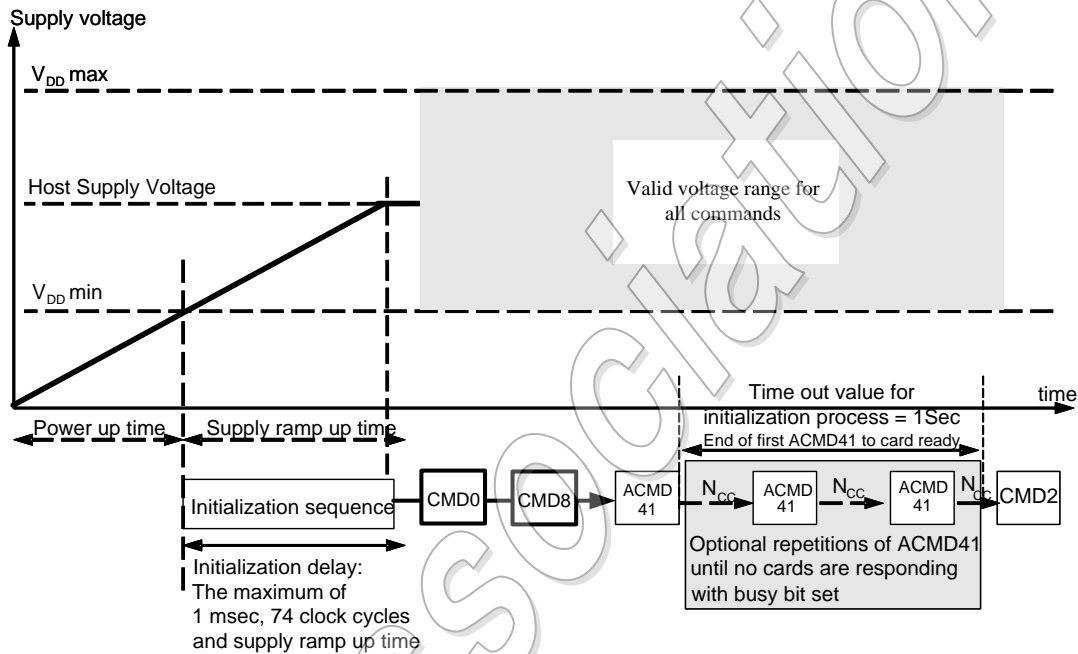 Supply voltage
V_DD max
Host Supply Voltage
Valid voltage range for
all commands
V_DD min
time
Time out value for
initialization process = 1Sec
End of first ACMD41 to card ready
Power up time
Supply ramp up time
Initialization sequence
CMD0
CMD8
ACMD
41
N_CC
ACMD
41
N_CC
ACMD
41
N_CC
CMD2
Optional repetitions of ACMD41
until no cards are responding
with busy bit set
Initialization delay:
The maximum of
1 msec, 74 clock cycles
and supply ramp up time
sociation